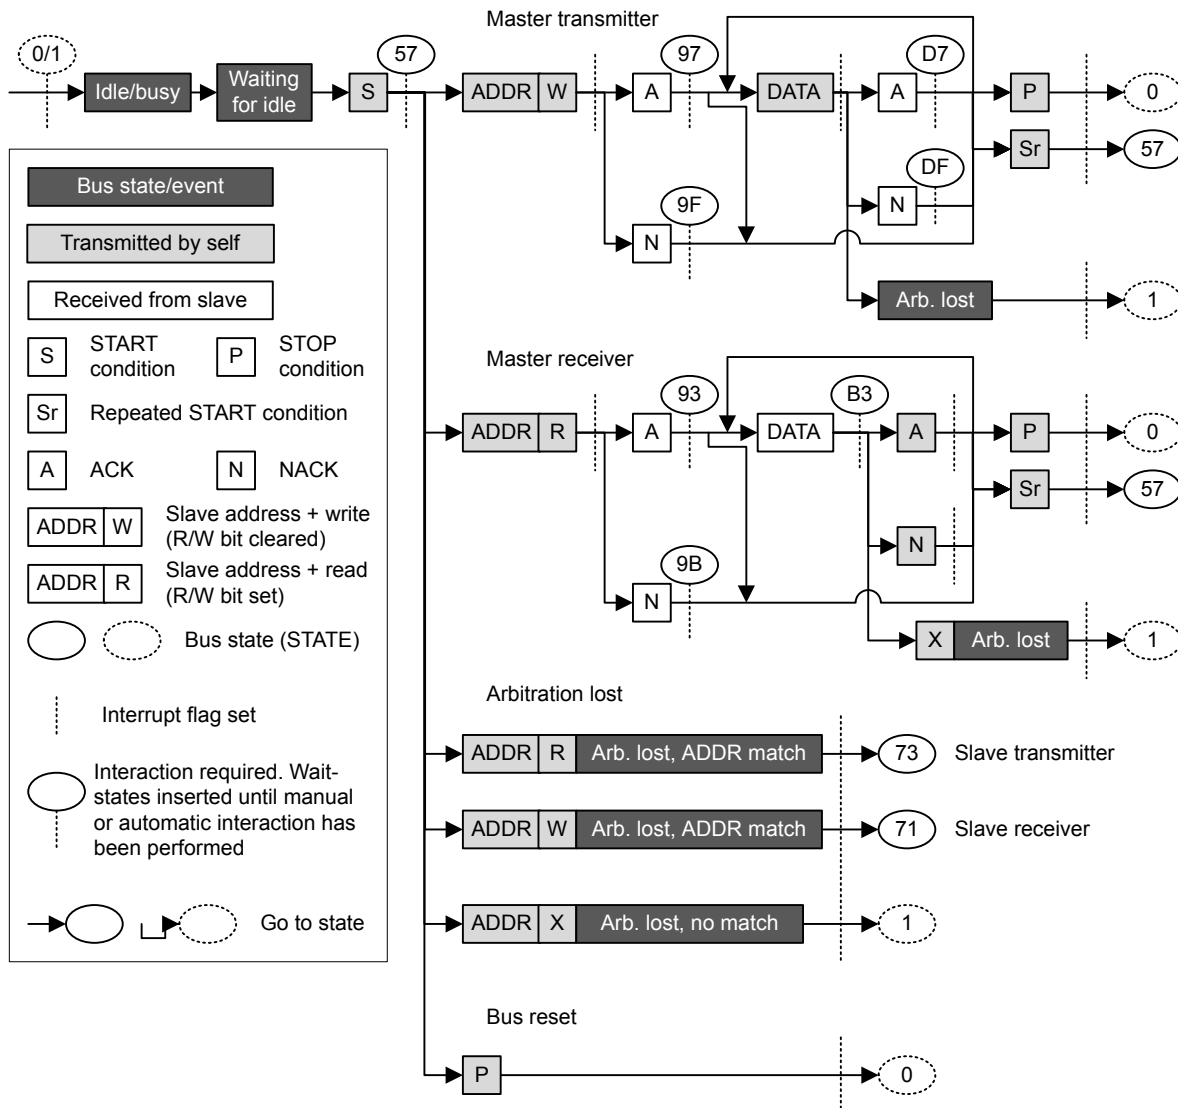 Master transmitter
0/1
57
97
D7
Idle/busy
Waiting
for idle
S
ADDR W
A
DATA
A
P
0
Sr
57
DF
N
9F
N
Arb. lost
1
Bus state/event
Transmitted by self
Received from slave
S
START
condition
P
STOP
condition
Sr
Repeated START condition
A
ACK
N
NACK
ADDR W
Slave address + write
(R/W bit cleared)
ADDR R
Slave address + read
(R/W bit set)
Bus state (STATE)
Interrupt flag set
Interaction required. Wait-
states inserted until manual
or automatic interaction has
been performed
Go to state
Master receiver
93
B3
ADDR R
A
DATA
A
P
0
Sr
57
N
9B
N
X Arb. lost
1
Arbitration lost
ADDR R Arb. lost, ADDR match
73
Slave transmitter
ADDR W Arb. lost, ADDR match
71
Slave receiver
ADDR X Arb. lost, no match
1
Bus reset
P
0